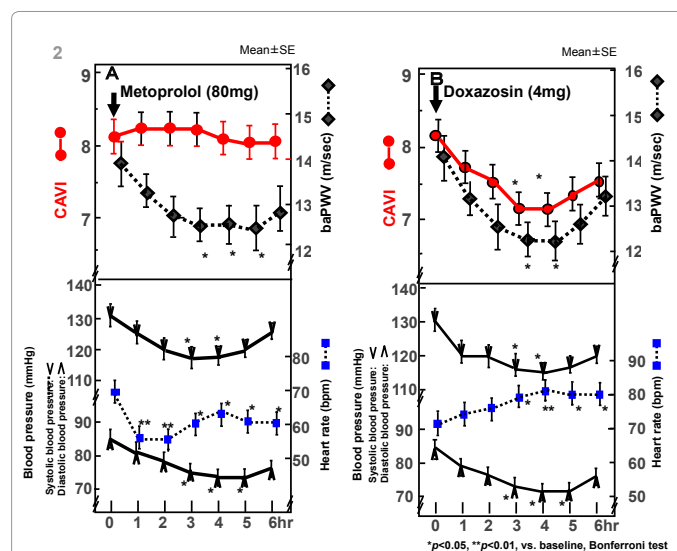 2
Mean±SE
Mean±SE
A
Metoprolol (80mg)
9
8
7
CAVI
16
15
14
13
12
baPWV (m/sec)
* * *
B
Doxazosin (4mg)
9
8
7
CAVI
16
15
14
13
12
baPWV (m/sec)
* *
* *
140
130
120
110
90
80
70
Blood pressure (mmHg)
Systolic blood pressure:
Diastolic blood pressure:
80
70
60
50
Heart rate (bpm)
* *
** ** * * * *
* * *
0 1 2 3 4 5 6hr
140
130
120
110
90
80
70
Blood pressure (mmHg)
Systolic blood pressure:
Diastolic blood pressure:
90
80
70
60
50
Heart rate (bpm)
* *
* ** * *
* * *
0 1 2 3 4 5 6hr
*p<0.05, **p<0.01, vs. baseline, Bonferroni test